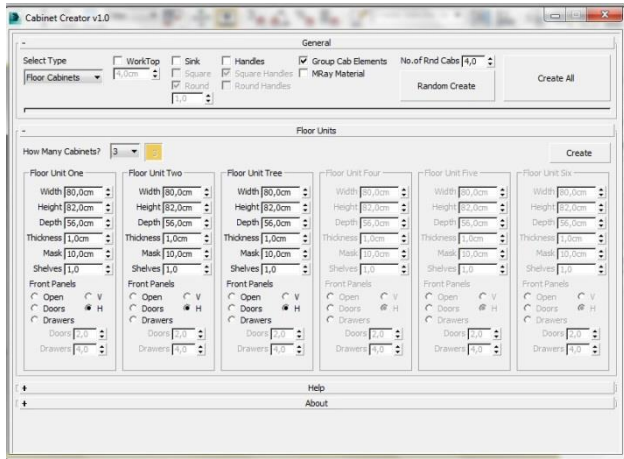 Cabinet Creator v1.0
General
Select Type WorkTop Sink Handles Group Cab Elements No.of Rnd Cabs 4,0
Floor Cabinets 4,0cm Square Square Handles MRay Material Random Create Create All
Round Round Handles
1,0
Floor Units
How Many Cabinets? 3 Create
Floor Unit One Floor Unit Two Floor Unit Tree Floor Unit Four Floor Unit Five Floor Unit Six
Width 80,0cm Width 80,0cm Width 80,0cm Width 80,0cm Width 80,0cm Width 80,0cm
Height 82,0cm Height 82,0cm Height 82,0cm Height 82,0cm Height 82,0cm Height 82,0cm
Depth 56,0cm Depth 56,0cm Depth 56,0cm Depth 56,0cm Depth 56,0cm Depth 56,0cm
Thickness 1,0cm Thickness 1,0cm Thickness 1,0cm Thickness 1,0cm Thickness 1,0cm Thickness 1,0cm
Mask 10,0cm Mask 10,0cm Mask 10,0cm Mask 10,0cm Mask 10,0cm Mask 10,0cm
Shelves 1,0 Shelves 1,0 Shelves 1,0 Shelves 1,0 Shelves 1,0 Shelves 1,0
Front Panels Front Panels Front Panels Front Panels Front Panels Front Panels
Open V Open V Open V Open V Open V Open V
Doors H Doors H Doors H Doors H Doors H Doors H
Drawers Drawers Drawers Drawers Drawers Drawers
Doors 2,0 Doors 2,0 Doors 2,0 Doors 2,0 Doors 2,0 Doors 2,0
Drawers 4,0 Drawers 4,0 Drawers 4,0 Drawers 4,0 Drawers 4,0 Drawers 4,0
Help
About